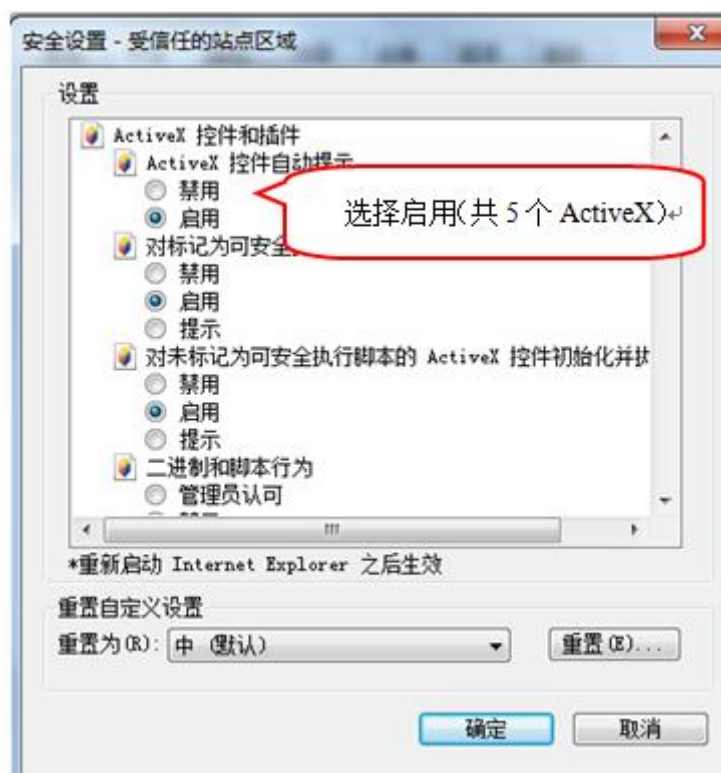 安全设置 - 受信任的站点区域
设置
ActiveX 控件和插件
ActiveX 控件自动提示
禁用
启用
选择启用(共 5 个 ActiveX)↵
对标记为可安全
禁用
启用
提示
对未标记为可安全执行脚本的 ActiveX 控件初始化并执
禁用
启用
提示
二进制和脚本行为
管理员认可
*重新启动 Internet Explorer 之后生效
重置自定义设置
重置为(R): 中 (默认)
重置(E)...
确定
取消